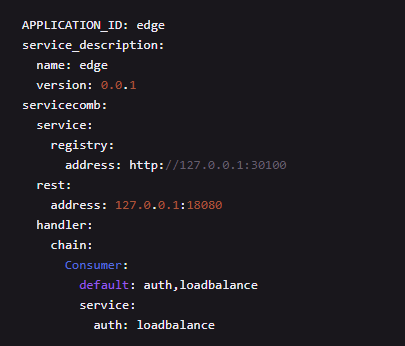 APPLICATION_ID: edge
service_description:
  name: edge
  version: 0.0.1
servicecomb:
  service:
    registry:
      address: http://127.0.0.1:30100
  rest:
    address: 127.0.0.1:18080
  handler:
    chain:
      Consumer:
        default: auth,loadbalance
        service:
          auth: loadbalance